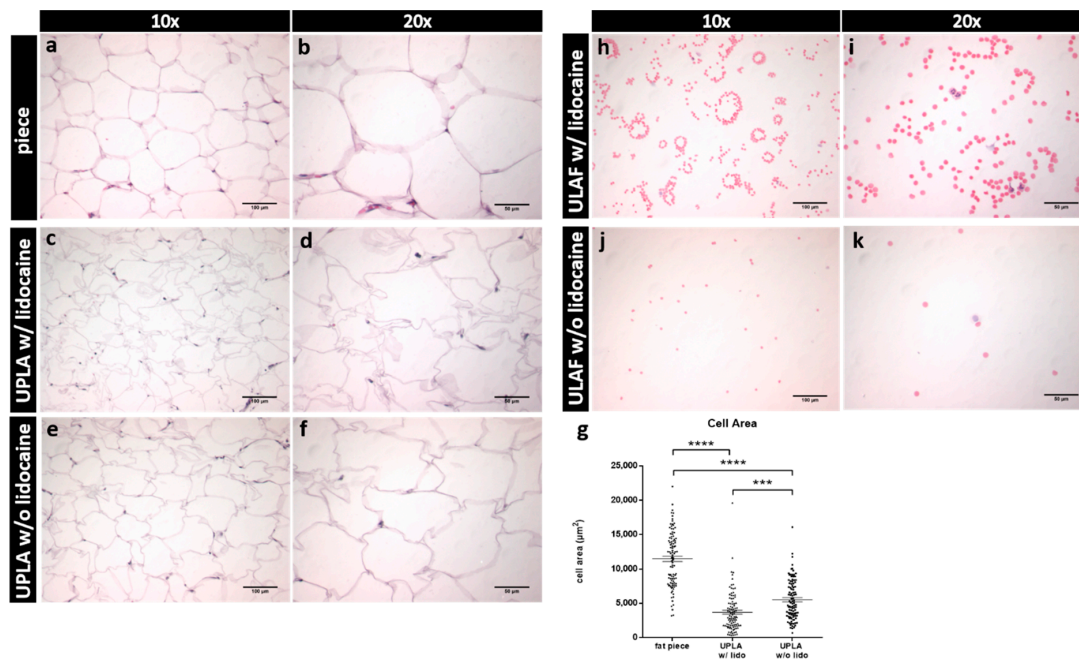 10x
20x
piece
a
b
100 µm
50 µm
UPLA w/ lidocaine
c
d
100 µm
50 µm
UPLA w/o lidocaine
e
f
100 µm
50 µm
10x
20x
ULAF w/ lidocaine
h
i
100 µm
50 µm
ULAF w/o lidocaine
j
k
100 µm
50 µm
g
Cell Area
****
****
***
cell area (µm²)
25,000
20,000
15,000
10,000
5,000
0
fat piece
UPLA w/ lido
UPLA w/o lido